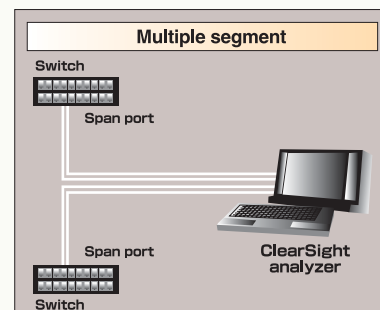 Multiple segment
Switch
Span port
ClearSight
analyzer
Span port
Switch